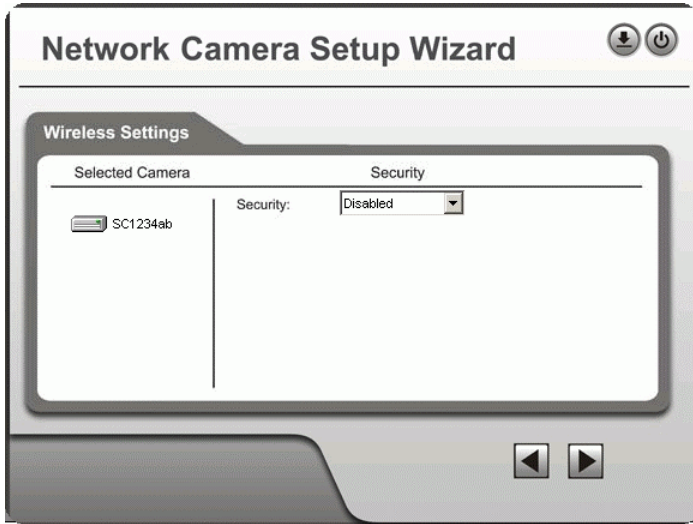 Network Camera Setup Wizard
Wireless Settings
Selected Camera
Security
SC1234ab
Security:
Disabled